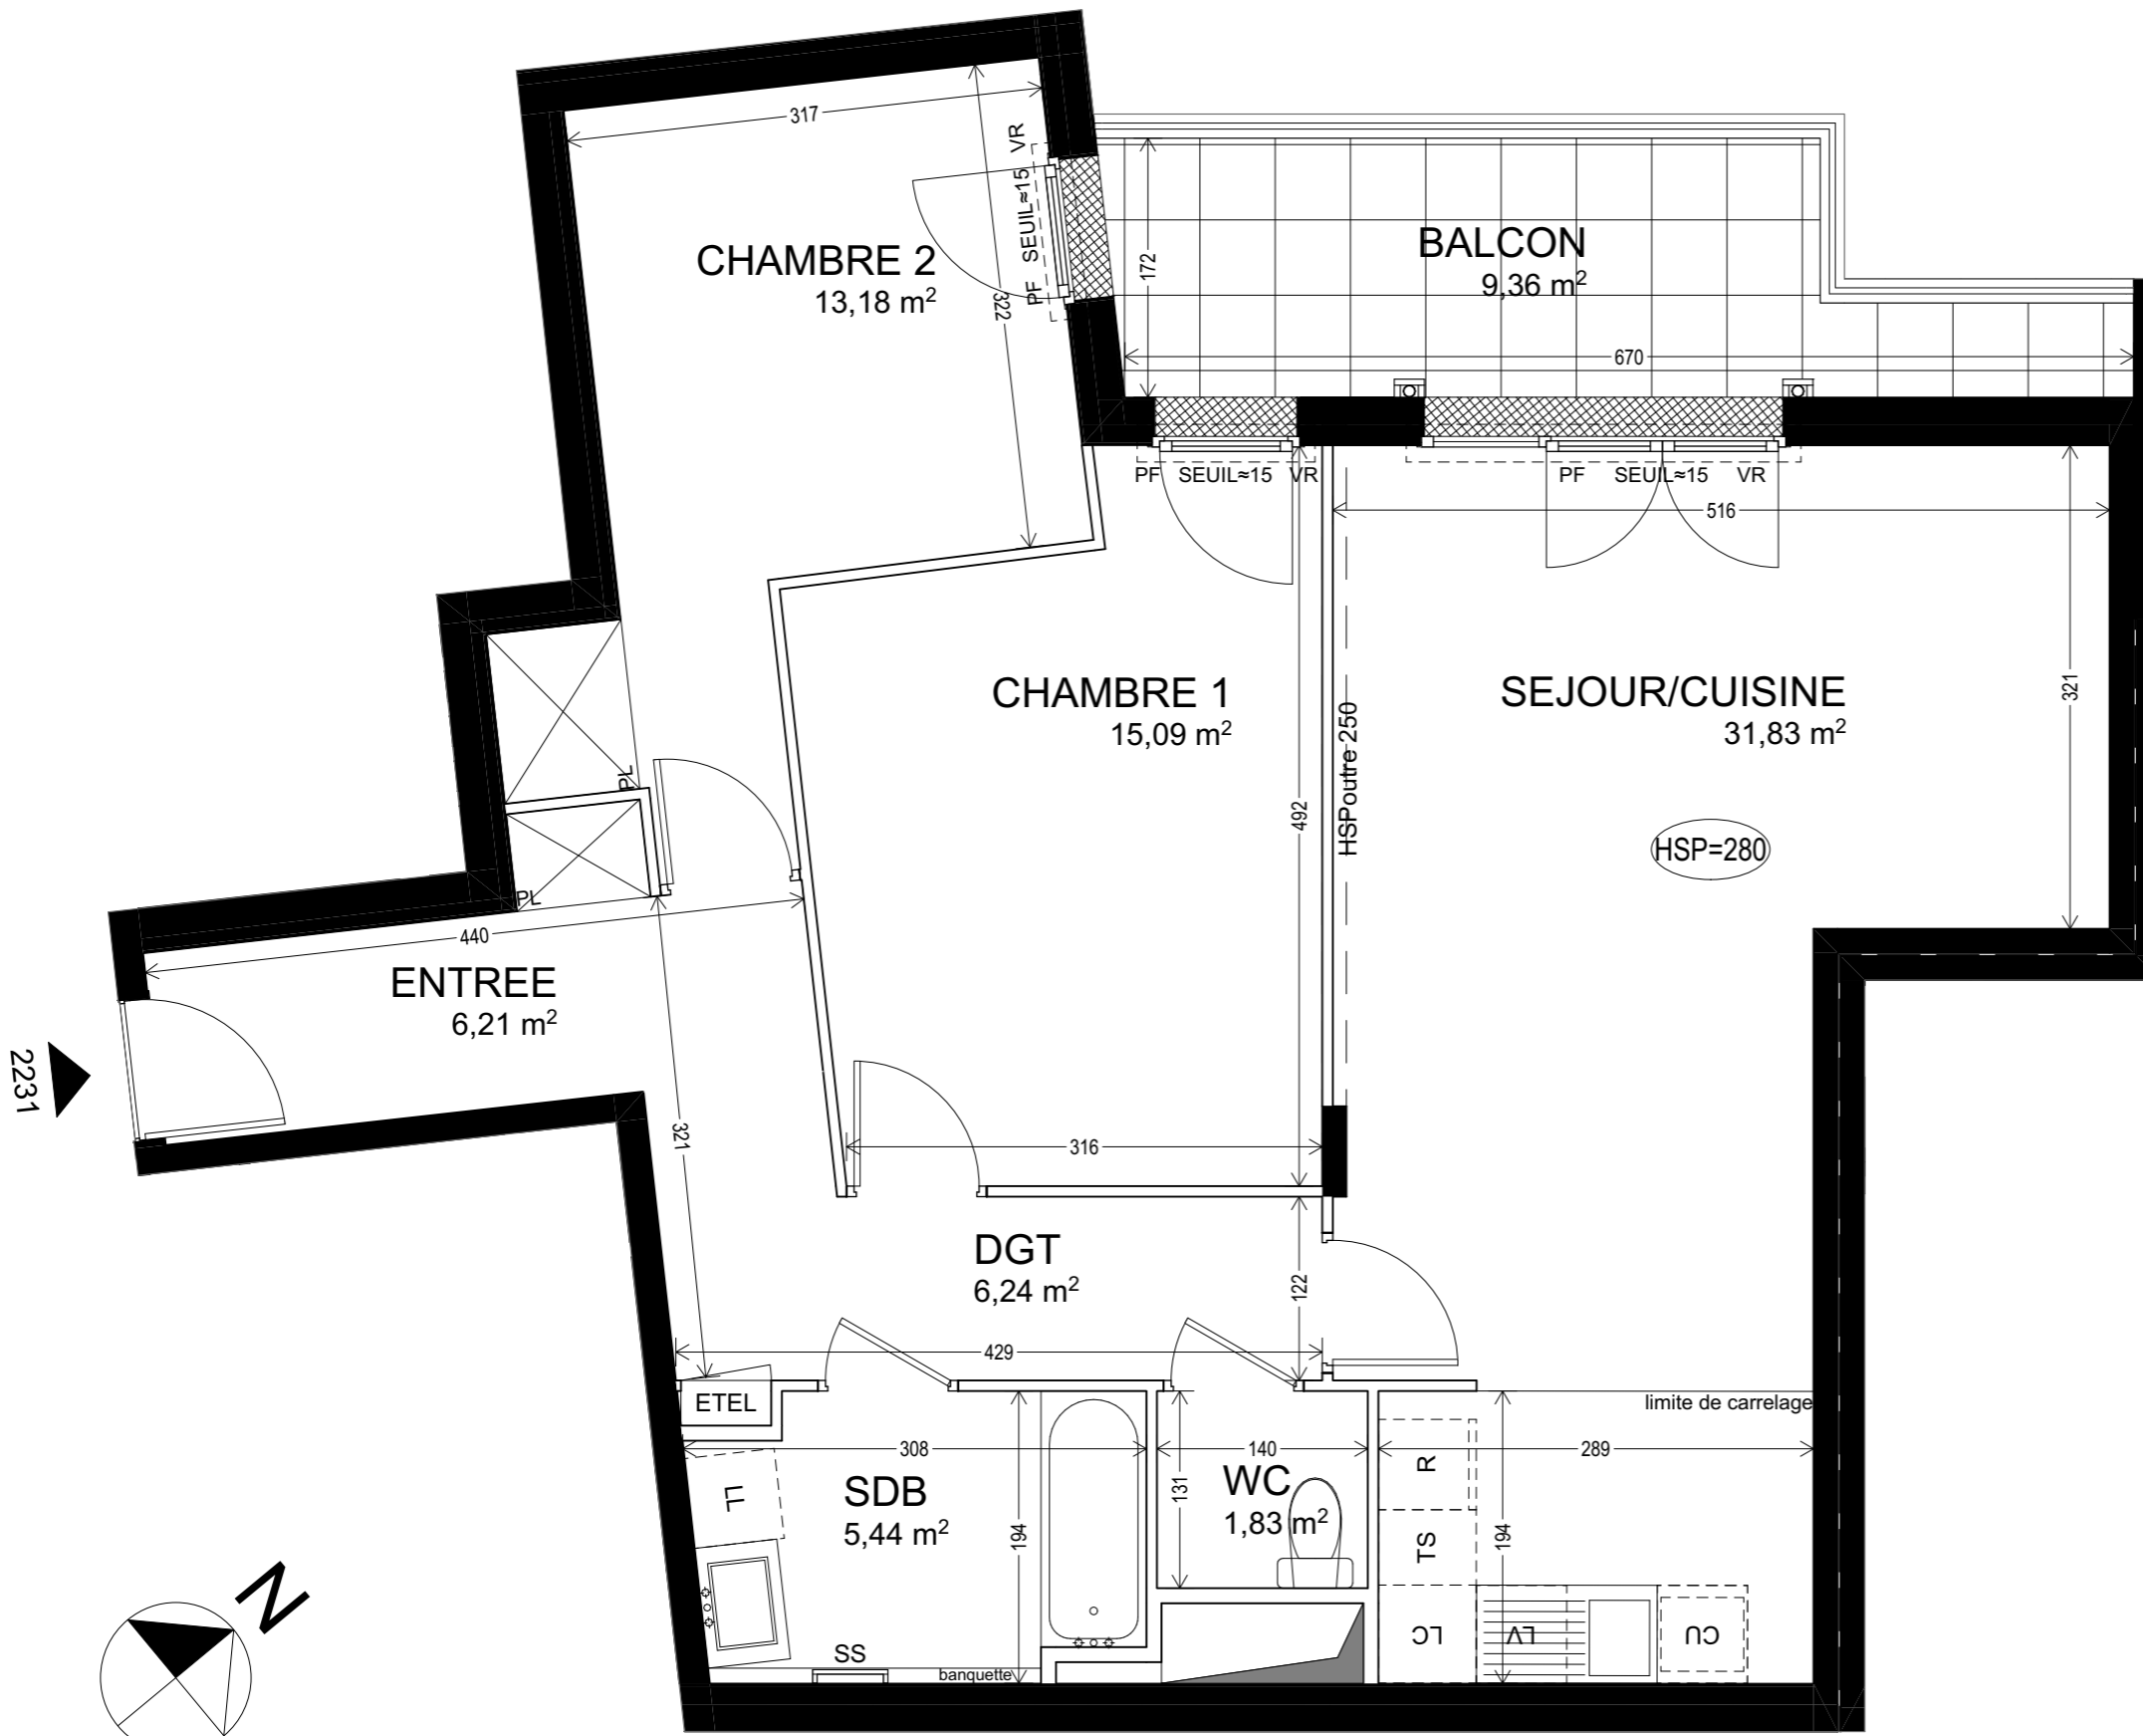 317
VR
SEUIL≈15
PF
CHAMBRE 2
13,18 m²
322
172
BALCON
9,36 m²
670
PF SEUIL≈15 VR
PF SEUIL≈15 VR
516
CHAMBRE 1
15,09 m²
SEJOUR/CUISINE
31,83 m²
321
HSPoutre 250
492
HSP=280
PL
PL
440
ENTREE
6,21 m²
2231
321
316
DGT
6,24 m²
122
429
ETEL
limite de carrelage
308
140
289
LL
SDB
5,44 m²
194
131
WC
1,83 m²
R
TS
194
LC
LV
CU
SS
banquette
N